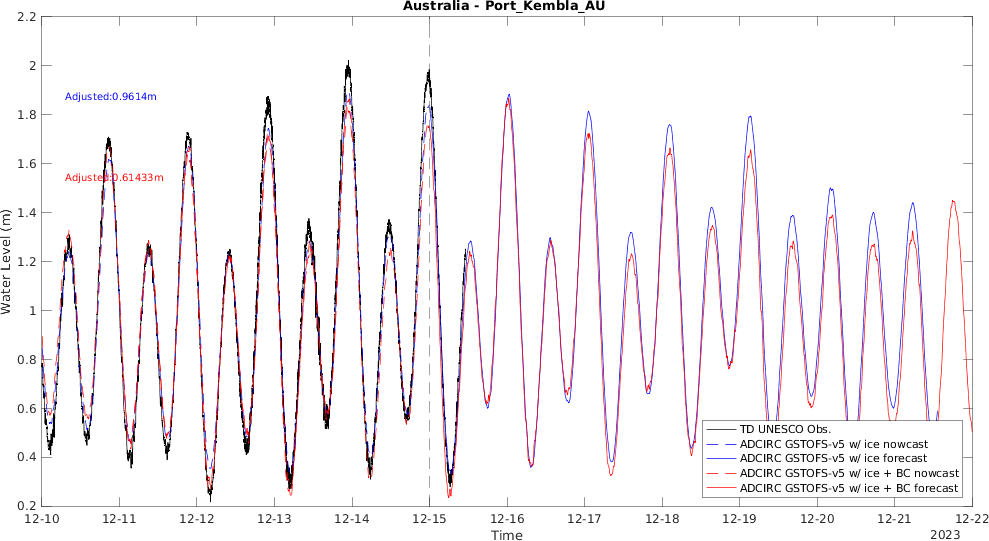 Australia - Port_Kembla_AU
2.2
2
1.8
1.6
1.4
1.2
1
0.8
0.6
0.4
0.2
Water Level (m)
Adjusted:0.9614m
Adjusted:0.61433m
TD UNESCO Obs.
ADCIRC GSTOFS-v5 w/ ice nowcast
ADCIRC GSTOFS-v5 w/ ice forecast
ADCIRC GSTOFS-v5 w/ ice + BC nowcast
ADCIRC GSTOFS-v5 w/ ice + BC forecast
12-10 12-11 12-12 12-13 12-14 12-15 12-16 12-17 12-18 12-19 12-20 12-21 12-22
Time
2023